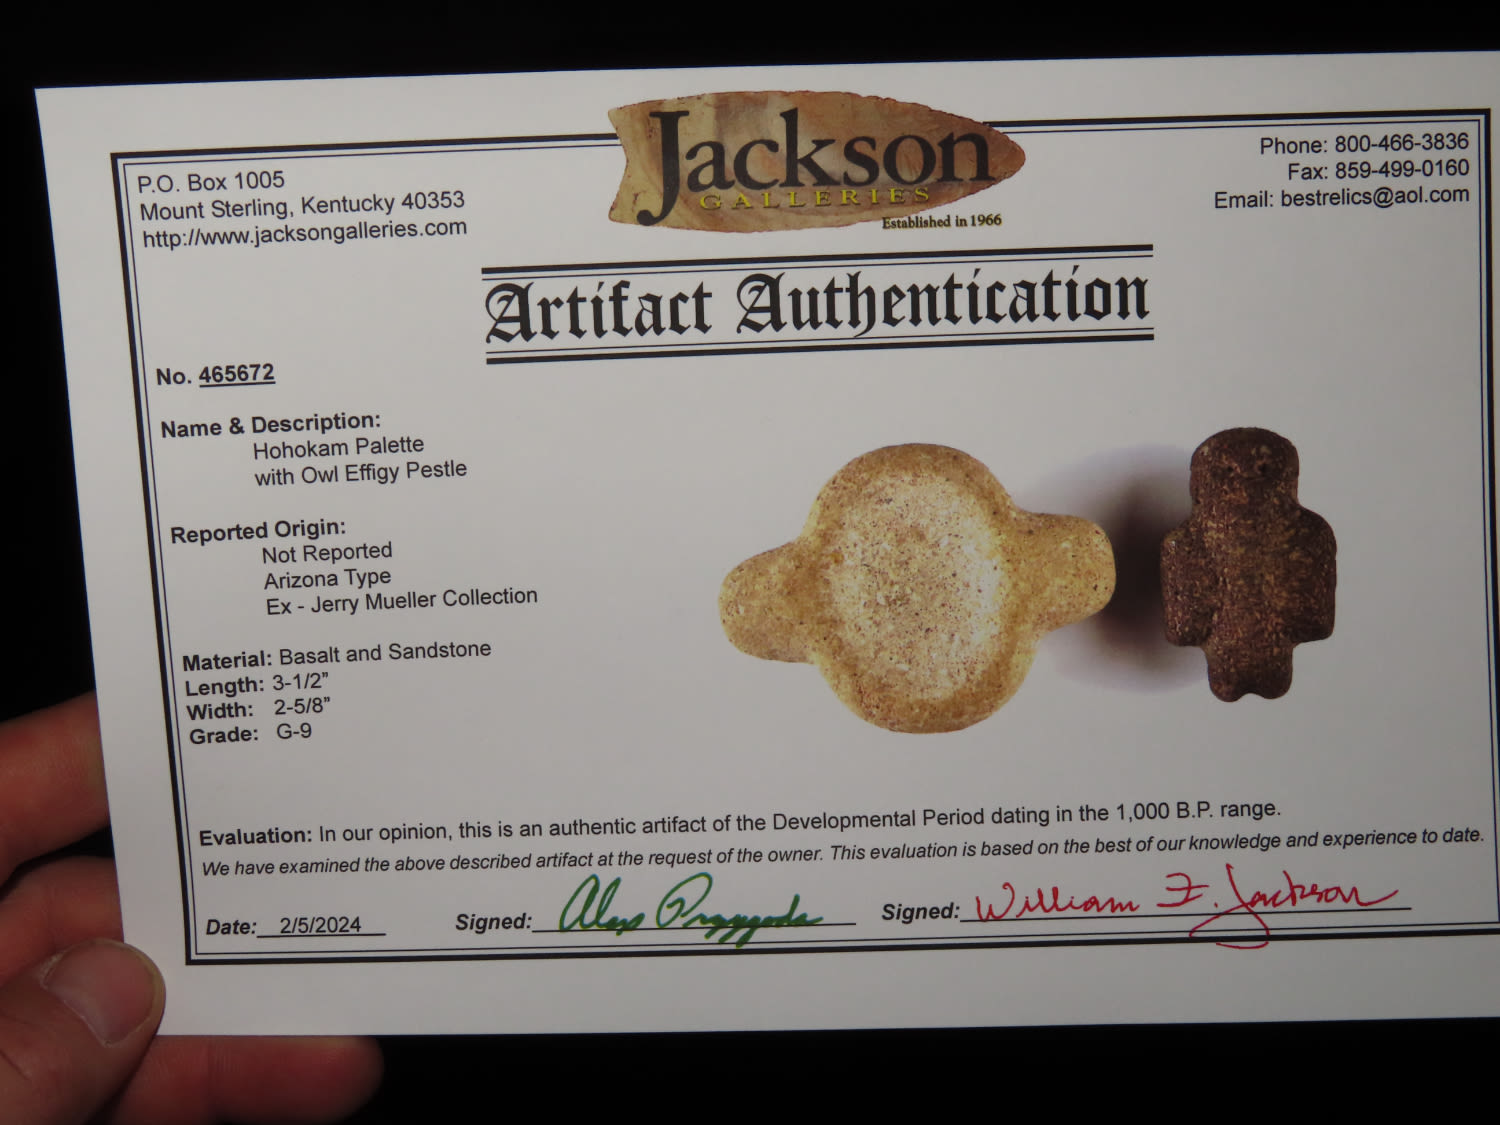 Jackson
GALLERIES
Established in 1966
P.O. Box 1005
Mount Sterling, Kentucky 40353
http://www.jacksongalleries.com
Phone: 800-466-3836
Fax: 859-499-0160
Email: bestrelics@aol.com
Artifact Authentication
No. 465672
Name & Description:
Hohokam Palette
with Owl Effigy Pestle
Reported Origin:
Not Reported
Arizona Type
Ex - Jerry Mueller Collection
Material: Basalt and Sandstone
Length: 3-1/2"
Width: 2-5/8"
Grade: G-9
Evaluation: In our opinion, this is an authentic artifact of the Developmental Period dating in the 1,000 B.P. range.
We have examined the above described artifact at the request of the owner. This evaluation is based on the best of our knowledge and experience to date.
Date: 2/5/2024
Signed: Alex
Signed: William F. Jackson